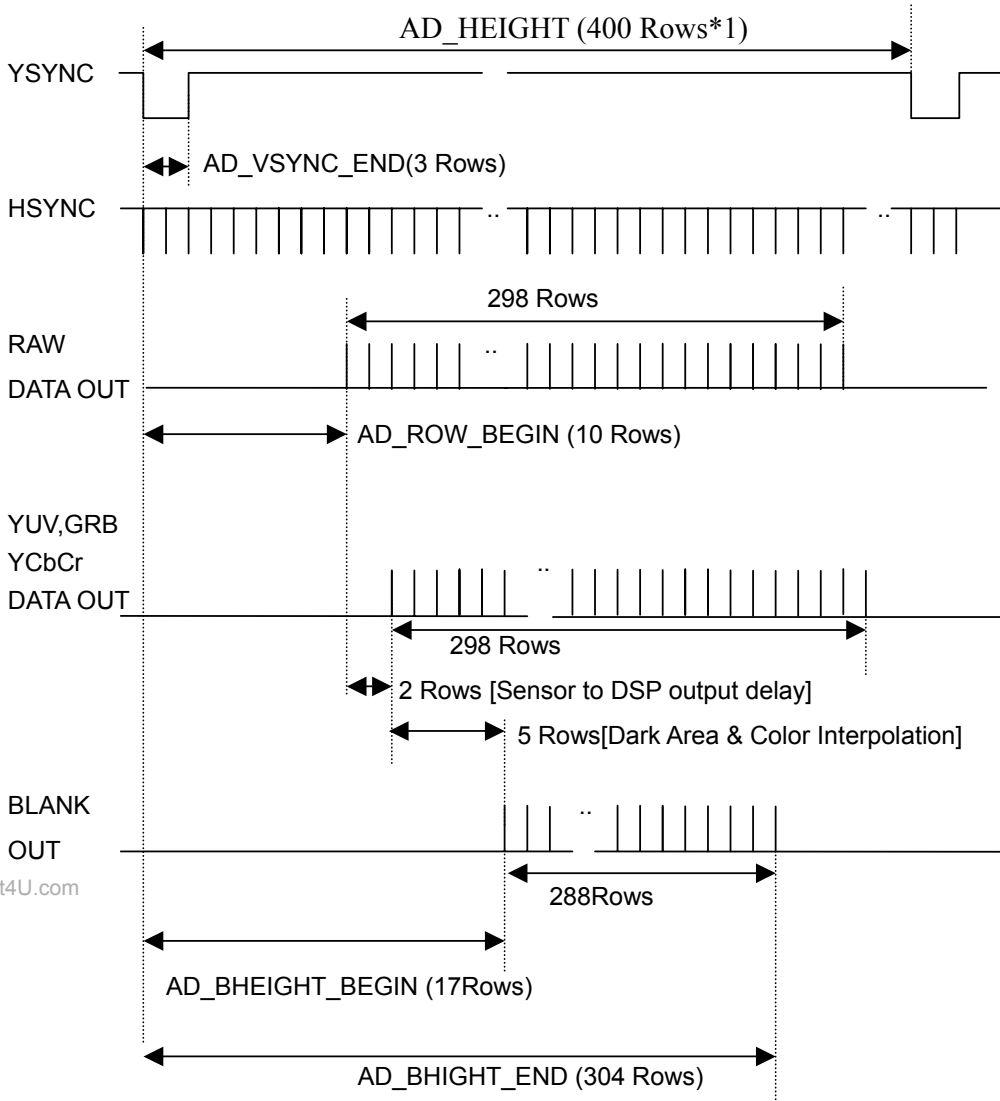 AD_HEIGHT (400 Rows*1)
YSYNC
AD_VSYNC_END(3 Rows)
HSYNC
..
..
298 Rows
RAW
..
DATA OUT
AD_ROW_BEGIN (10 Rows)
YUV,GRB
YCbCr
..
DATA OUT
298 Rows
2 Rows [Sensor to DSP output delay]
5 Rows[Dark Area & Color Interpolation]
BLANK
..
OUT
t4U.com
288Rows
AD_BHEIGHT_BEGIN (17Rows)
AD_BHIGHT_END (304 Rows)